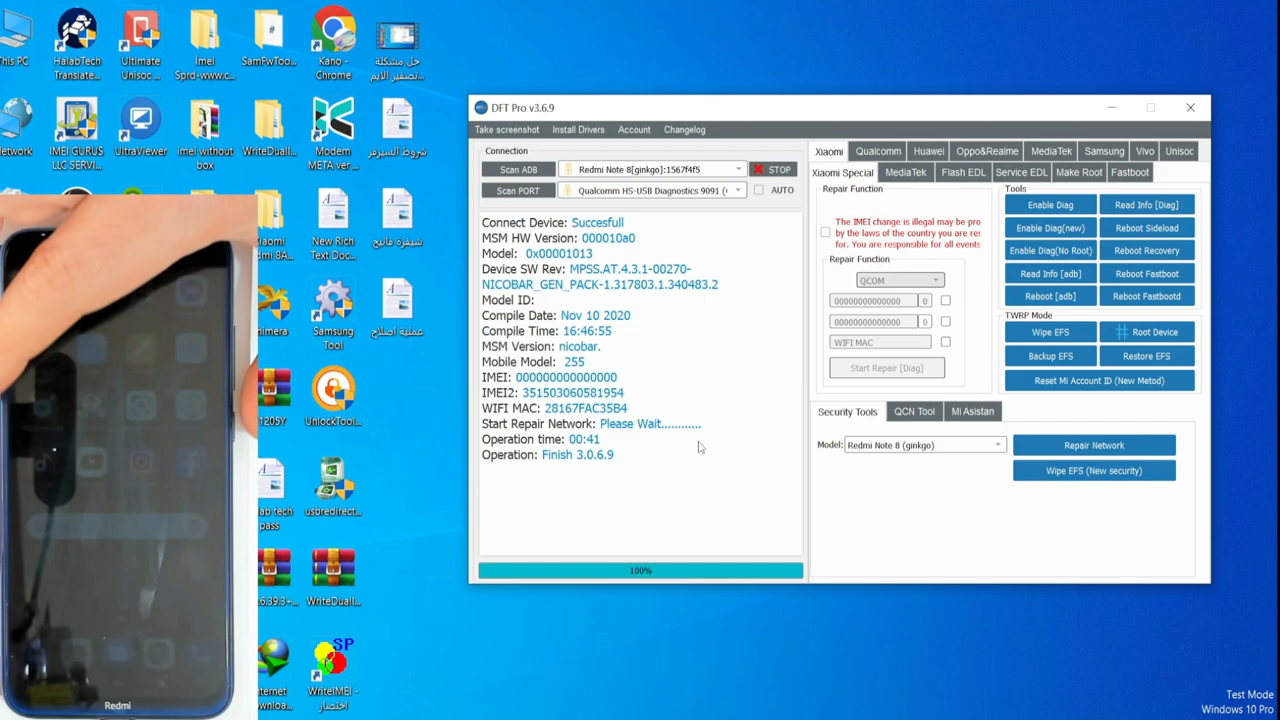 This PC
HalabTech
Translate...
Ultimate
Unisoc ...
Imei
Sprd-www.c...
SamFwToo...
Kano -
Chrome
حل مشكلة
تصفير الايم...
Network
IMEI GURUS
LLC SERVI...
UltraViewer
imei without
box
WriteDuall...
Modem
META ver ...
شروط السيرفر
Xiaomi
dmi 8A...
New Rich
Text Doc...
سيفرة فاتيح
himera
Samsung
Tool
عملية اصلاح
1205Y
UnlockTool...
ab tech
pass
usbredirect...
.6.39.3+...
WriteDuall...
nternet
ownloa...
SP
WriteIMEI -
اختصار
Redmi
DFT Pro v3.6.9
Take screenshot Install Drivers Account Changelog
Connection
Scan ADB Redmi Note 8[ginkgo]:1567f4f5 STOP
Scan PORT Qualcomm HS-USB Diagnostics 9091 ( AUTO
Connect Device: Succesfull
MSM HW Version: 000010a0
Model: 0x00001013
Device SW Rev: MPSS.AT.4.3.1-00270-
NICOBAR_GEN_PACK-1.317803.1.340483.2
Model ID:
Compile Date: Nov 10 2020
Compile Time: 16:46:55
MSM Version: nicobar.
Mobile Model: 255
IMEI: 000000000000000
IMEI2: 351503060581954
WIFI MAC: 28167FAC35B4
Start Repair Network: Please Wait............
Operation time: 00:41
Operation: Finish 3.0.6.9
100%
Xiaomi Qualcomm Huawei Oppo&Realme MediaTek Samsung Vivo Unisoc
Xiaomi Special MediaTek Flash EDL Service EDL Make Root Fastboot
Repair Function
The IMEI change is illegal may be pro
by the laws of the country you are res
for. You are responsible for all events
Repair Function
QCOM
00000000000000 0
00000000000000 0
WIFI MAC
Start Repair [Diag]
Tools
Enable Diag Read Info [Diag]
Enable Diag(new) Reboot Sideload
Enable Diag(No Root) Reboot Recovery
Read Info [adb] Reboot Fastboot
Reboot [adb] Reboot Fastbootd
TWRP Mode
Wipe EFS Root Device
Backup EFS Restore EFS
Reset Mi Account ID (New Metod)
Security Tools QCN Tool Mi Asistan
Model: Redmi Note 8 (ginkgo) Repair Network
Wipe EFS (New security)
Test Mode
Windows 10 Pro